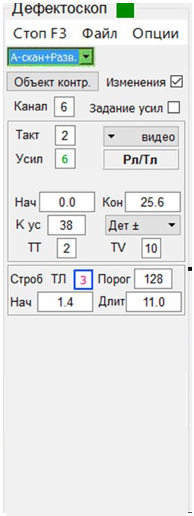 Дефектоскоп
Стоп F3 Файл Опции
А-скан+Разв.
Объект контр. Изменения
Канал 6 Задание усил
Такт 2 видео
Усил 6 Рл/Тл
Нач 0.0 Кон 25.6
К ус 38 Дет ±
ТТ 2 TV 10
Строб ТЛ 3 Порог 128
Нач 1.4 Длит 11.0